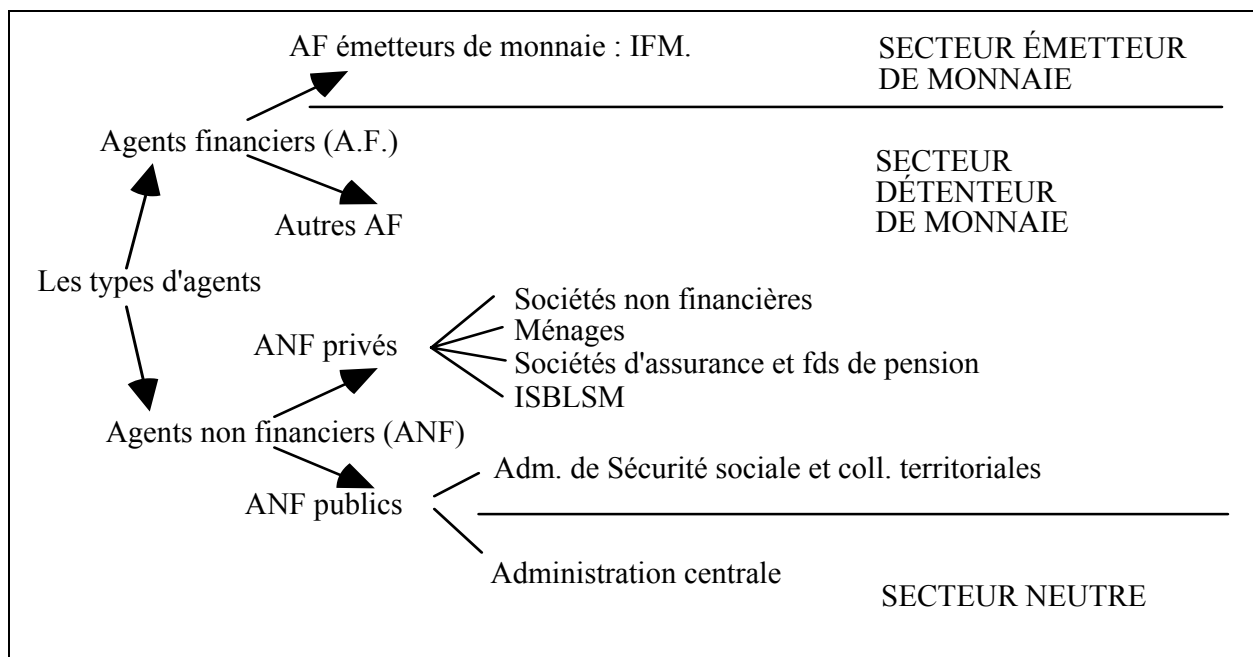 AF émetteurs de monnaie : IFM.
SECTEUR ÉMETTEUR
DE MONNAIE
Agents financiers (A.F.)
SECTEUR
DÉTENTEUR
DE MONNAIE
Autres AF
Les types d'agents
Sociétés non financières
Ménages
ANF privés
Sociétés d'assurance et fds de pension
ISBLSM
Agents non financiers (ANF)
Adm. de Sécurité sociale et coll. territoriales
ANF publics
Administration centrale
SECTEUR NEUTRE